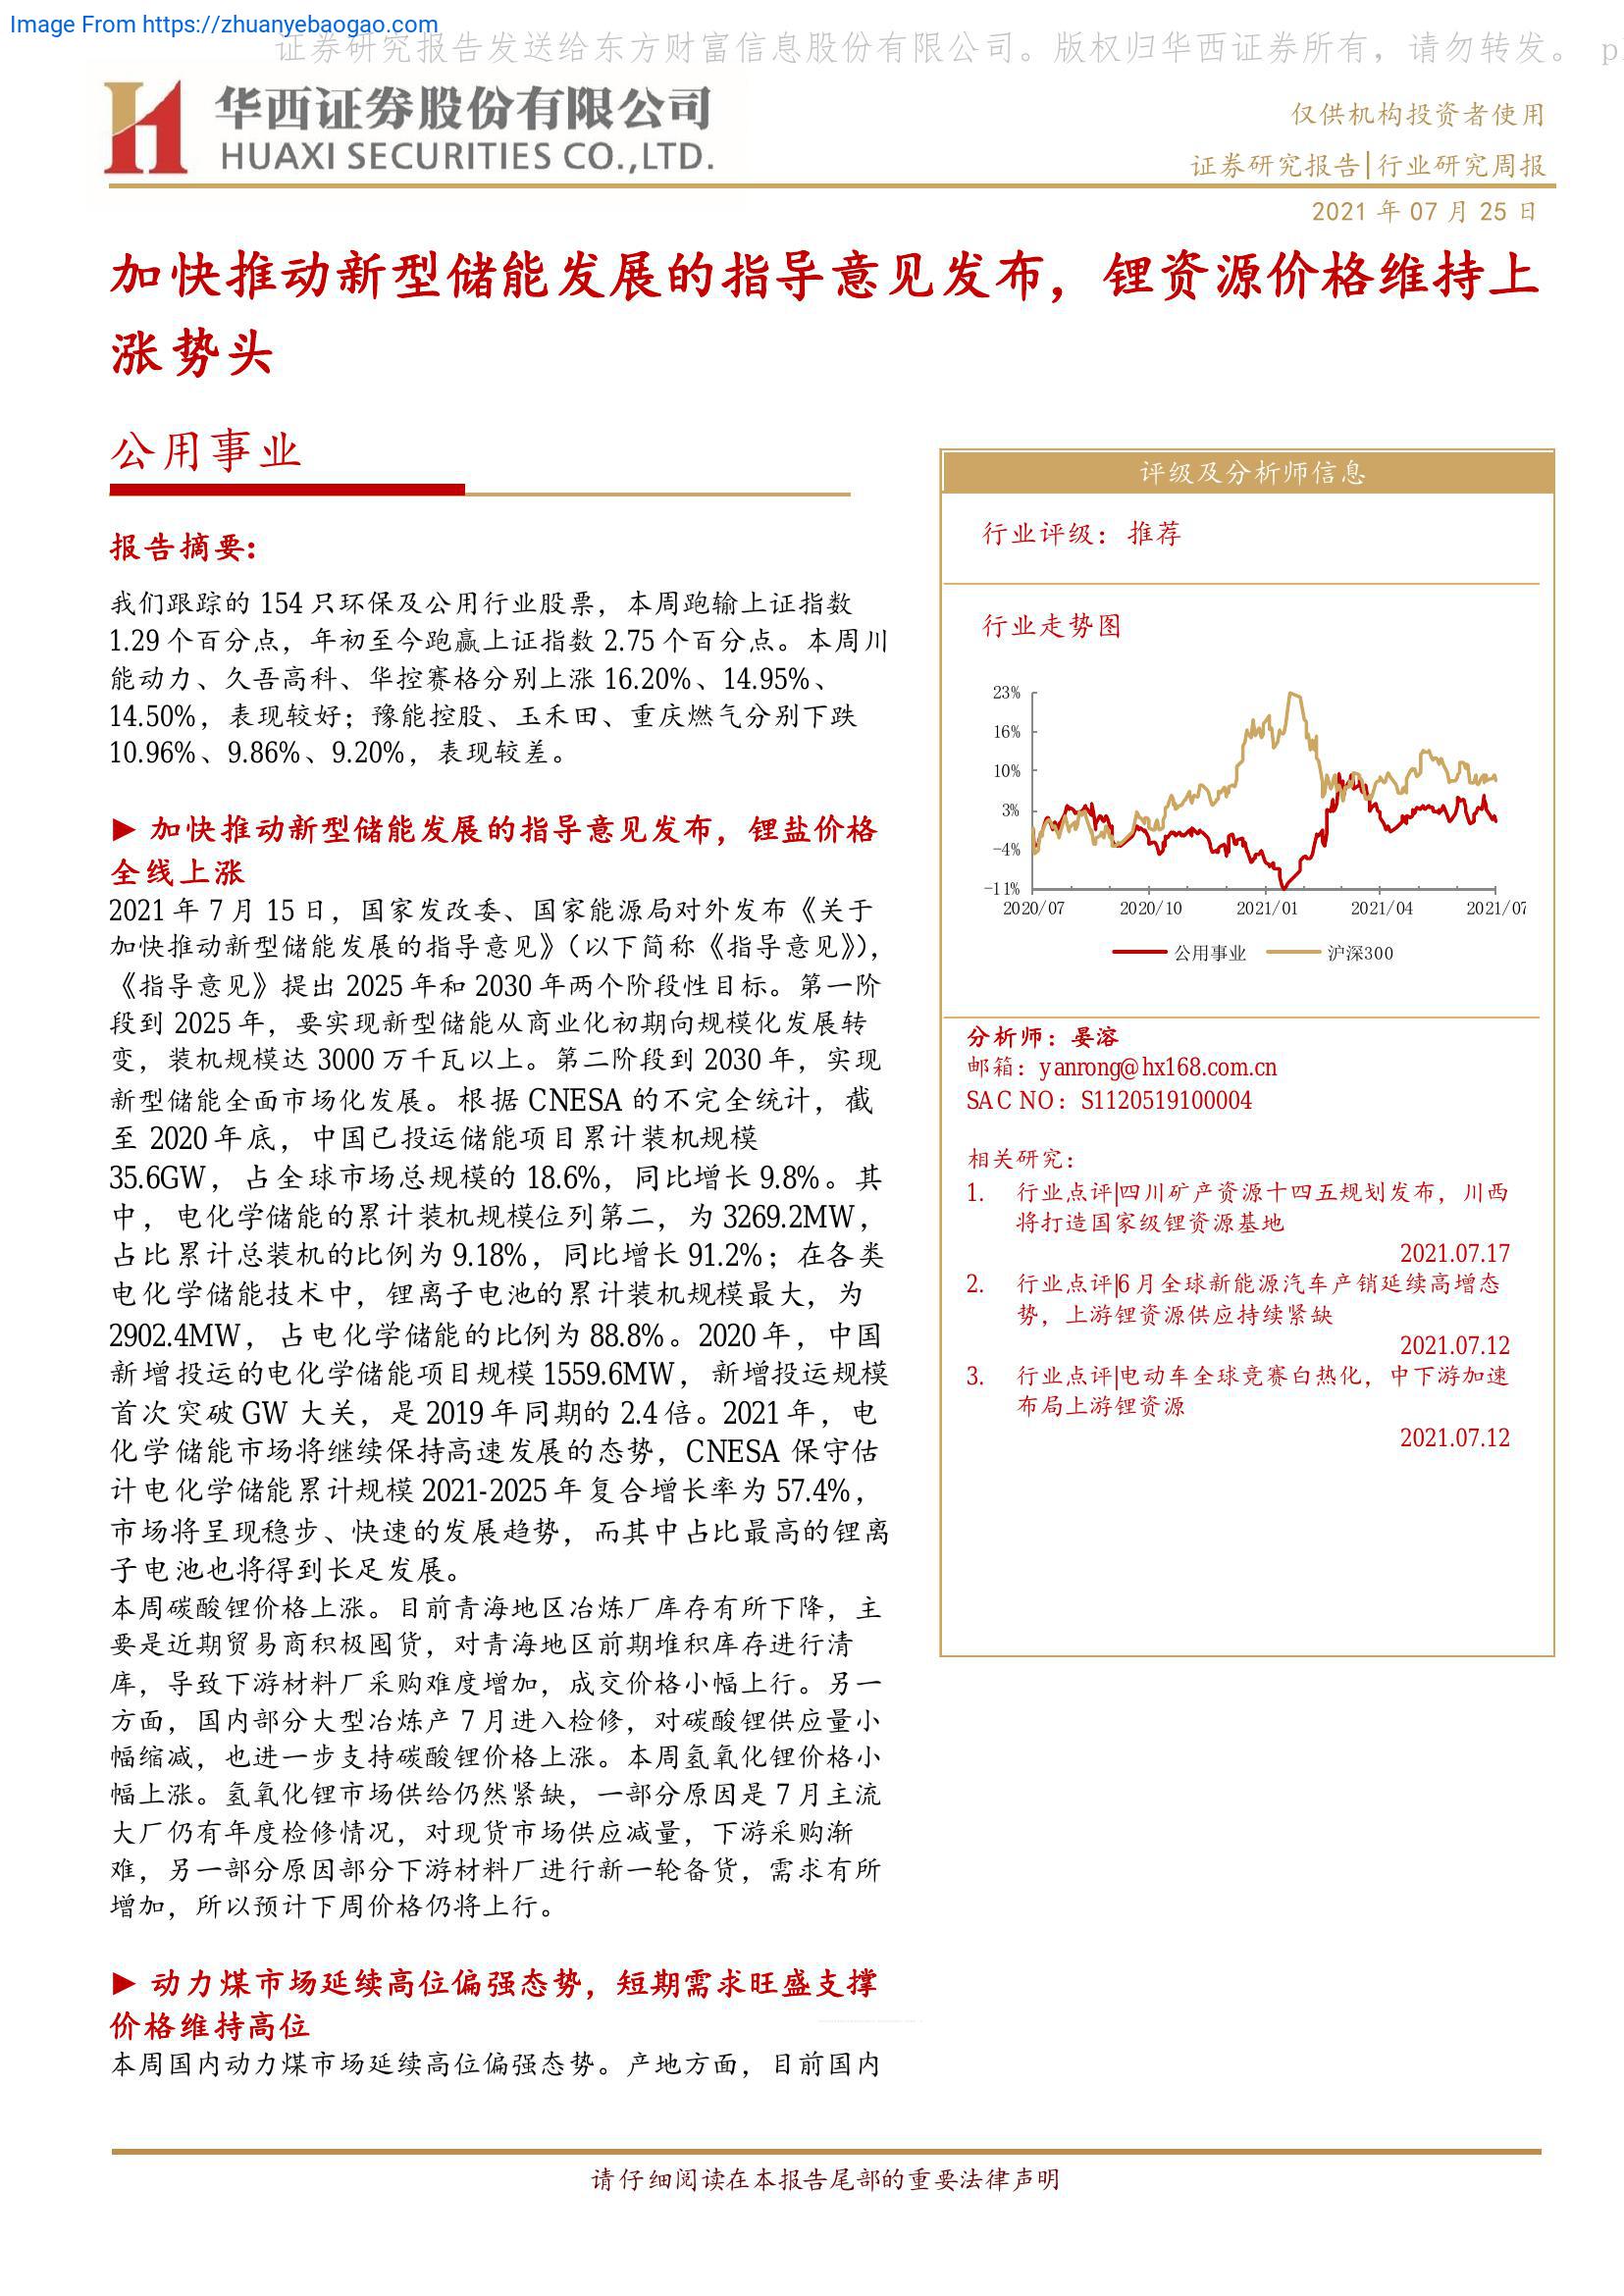 Image From https://zhuanyebaogao.com
证券研究报告发送给东方财富信息股份有限公司。版权归华西证券所有，请勿转发。 p
华西证券股份有限公司
HUAXI SECURITIES CO.,LTD.
仅供机构投资者使用
证券研究报告|行业研究周报
2021 年 07 月 25 日
加快推动新型储能发展的指导意见发布，锂资源价格维持上
涨势头
公用事业
报告摘要:
我们跟踪的 154 只环保及公用行业股票，本周跑输上证指数
1.29 个百分点，年初至今跑赢上证指数 2.75 个百分点。本周川
能动力、久吾高科、华控赛格分别上涨 16.20%、14.95%、
14.50%，表现较好；豫能控股、玉禾田、重庆燃气分别下跌
10.96%、9.86%、9.20%，表现较差。
► 加快推动新型储能发展的指导意见发布，锂盐价格
全线上涨
2021 年 7 月 15 日，国家发改委、国家能源局对外发布《关于
加快推动新型储能发展的指导意见》（以下简称《指导意见》），
《指导意见》提出 2025 年和 2030 年两个阶段性目标。第一阶
段到 2025 年，要实现新型储能从商业化初期向规模化发展转
变，装机规模达 3000 万千瓦以上。第二阶段到 2030 年，实现
新型储能全面市场化发展。根据 CNESA 的不完全统计，截
至 2020 年底，中国已投运储能项目累计装机规模
35.6GW，占全球市场总规模的 18.6%，同比增长 9.8%。其
中，电化学储能的累计装机规模位列第二，为 3269.2MW，
占比累计总装机的比例为 9.18%，同比增长 91.2%；在各类
电化学储能技术中，锂离子电池的累计装机规模最大，为
2902.4MW，占电化学储能的比例为 88.8%。2020 年，中国
新增投运的电化学储能项目规模 1559.6MW，新增投运规模
首次突破 GW 大关，是 2019 年同期的 2.4 倍。2021 年，电
化学储能市场将继续保持高速发展的态势，CNESA 保守估
计电化学储能累计规模 2021-2025 年复合增长率为 57.4%，
市场将呈现稳步、快速的发展趋势，而其中占比最高的锂离
子电池也将得到长足发展。
本周碳酸锂价格上涨。目前青海地区冶炼厂库存有所下降，主
要是近期贸易商积极囤货，对青海地区前期堆积库存进行清
库，导致下游材料厂采购难度增加，成交价格小幅上行。另一
方面，国内部分大型冶炼产 7 月进入检修，对碳酸锂供应量小
幅缩减，也进一步支持碳酸锂价格上涨。本周氢氧化锂价格小
幅上涨。氢氧化锂市场供给仍然紧缺，一部分原因是 7 月主流
大厂仍有年度检修情况，对现货市场供应减量，下游采购渐
难，另一部分原因部分下游材料厂进行新一轮备货，需求有所
增加，所以预计下周价格仍将上行。
► 动力煤市场延续高位偏强态势，短期需求旺盛支撑
价格维持高位
本周国内动力煤市场延续高位偏强态势。产地方面，目前国内
评级及分析师信息
行业评级：推荐
行业走势图
23%
16%
10%
3%
-4%
-11%
2020/07 2020/10 2021/01 2021/04 2021/07
公用事业 沪深300
分析师：晏溶
邮箱：yanrong@hx168.com.cn
SAC NO：S1120519100004
相关研究：
1. 行业点评|四川矿产资源十四五规划发布，川西
将打造国家级锂资源基地
2021.07.17
2. 行业点评|6 月全球新能源汽车产销延续高增态
势，上游锂资源供应持续紧缺
2021.07.12
3. 行业点评|电动车全球竞赛白热化，中下游加速
布局上游锂资源
2021.07.12
请仔细阅读在本报告尾部的重要法律声明